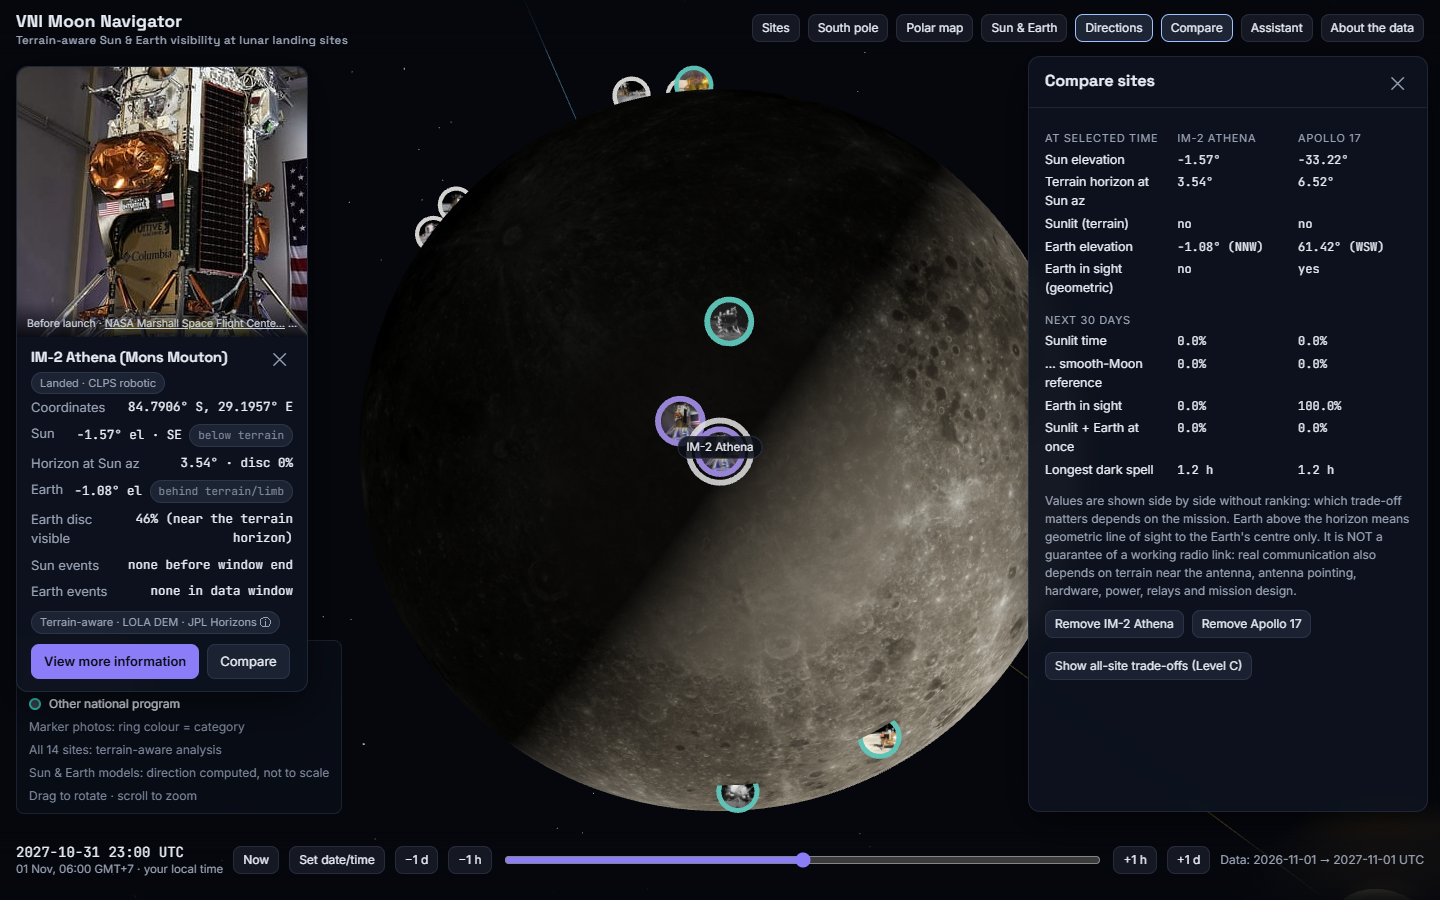 VNI Moon Navigator
Terrain-aware Sun & Earth visibility at lunar landing sites
Sites
South pole
Polar map
Sun & Earth
Directions
Compare
Assistant
About the data
Columbia
Before launch · NASA Marshall Space Flight Cente... ...
IM-2 Athena (Mons Mouton)
Landed · CLPS robotic
Coordinates 84.7906° S, 29.1957° E
Sun -1.57° el · SE below terrain
Horizon at Sun az 3.54° · disc 0%
Earth -1.08° el behind terrain/limb
Earth disc visible 46% (near the terrain horizon)
Sun events none before window end
Earth events none in data window
Terrain-aware · LOLA DEM · JPL Horizons ⓘ
View more information
Compare
Other national program
Marker photos: ring colour = category
All 14 sites: terrain-aware analysis
Sun & Earth models: direction computed, not to scale
Drag to rotate · scroll to zoom
IM-2 Athena
Compare sites
AT SELECTED TIME IM-2 ATHENA APOLLO 17
Sun elevation -1.57° -33.22°
Terrain horizon at Sun az 3.54° 6.52°
Sunlit (terrain) no no
Earth elevation -1.08° (NNW) 61.42° (WSW)
Earth in sight (geometric) no yes
NEXT 30 DAYS
Sunlit time 0.0% 0.0%
… smooth-Moon reference 0.0% 0.0%
Earth in sight 0.0% 100.0%
Sunlit + Earth at once 0.0% 0.0%
Longest dark spell 1.2 h 1.2 h
Values are shown side by side without ranking: which trade-off
matters depends on the mission. Earth above the horizon means
geometric line of sight to the Earth's centre only. It is NOT a
guarantee of a working radio link: real communication also
depends on terrain near the antenna, antenna pointing,
hardware, power, relays and mission design.
Remove IM-2 Athena
Remove Apollo 17
Show all-site trade-offs (Level C)
2027-10-31 23:00 UTC
01 Nov, 06:00 GMT+7 · your local time
Now
Set date/time
−1 d
−1 h
+1 h
+1 d
Data: 2026-11-01 → 2027-11-01 UTC